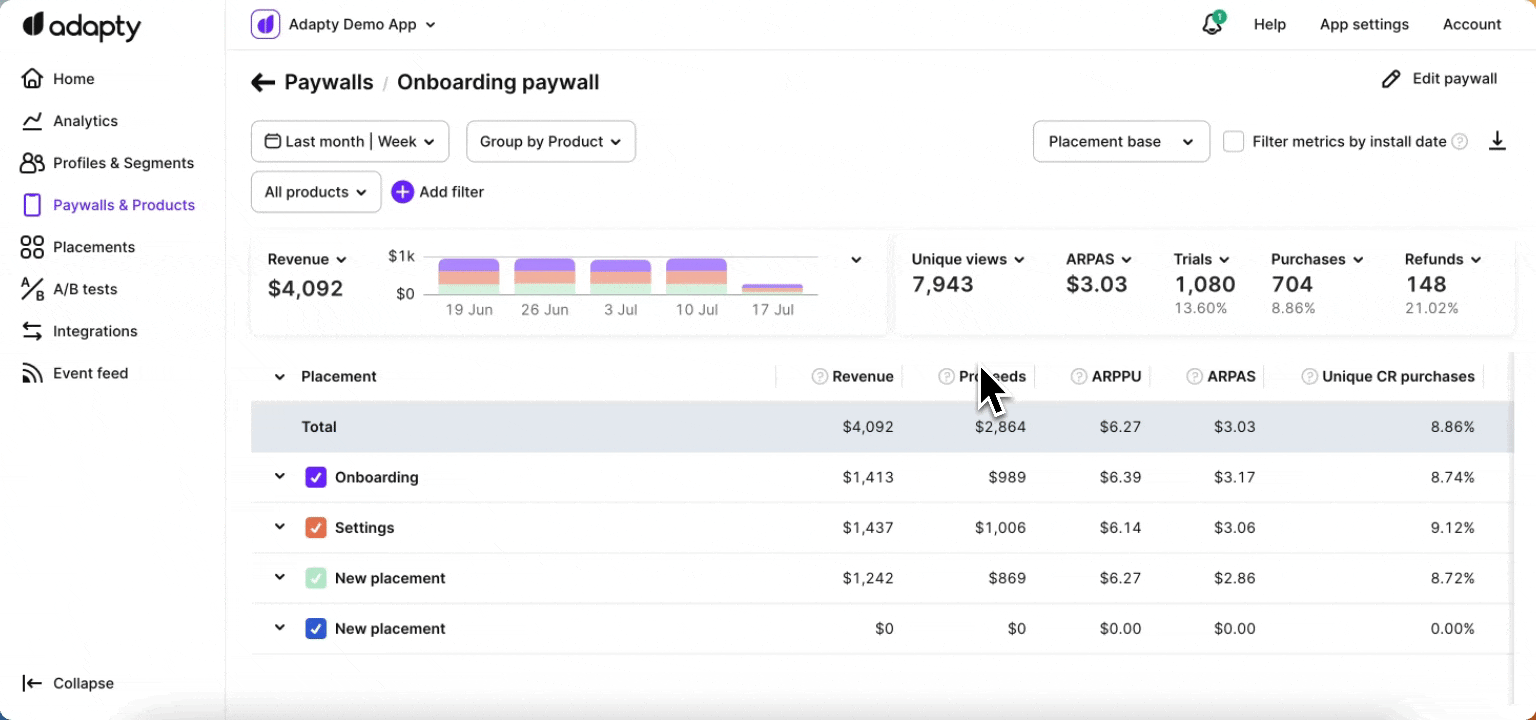 adapty
Adapty Demo App
1
Help
App settings
Account
Home
Analytics
Profiles & Segments
Paywalls & Products
Placements
A/B tests
Integrations
Event feed
Collapse
Paywalls / Onboarding paywall
Edit paywall
Last month | Week
Group by Product
Placement base
Filter metrics by install date ?
All products
+ Add filter
Revenue
$4,092
$1k
$0
19 Jun 26 Jun 3 Jul 10 Jul 17 Jul
Unique views ARPAS Trials Purchases Refunds
7,943 $3.03 1,080 704 148
13.60% 8.86% 21.02%
Placement ? Revenue ? Pr eeds ? ARPPU ? ARPAS ? Unique CR purchases
Total $4,092 $2,864 $6.27 $3.03 8.86%
Onboarding $1,413 $989 $6.39 $3.17 8.74%
Settings $1,437 $1,006 $6.14 $3.06 9.12%
New placement $1,242 $869 $6.27 $2.86 8.72%
New placement $0 $0 $0.00 $0.00 0.00%